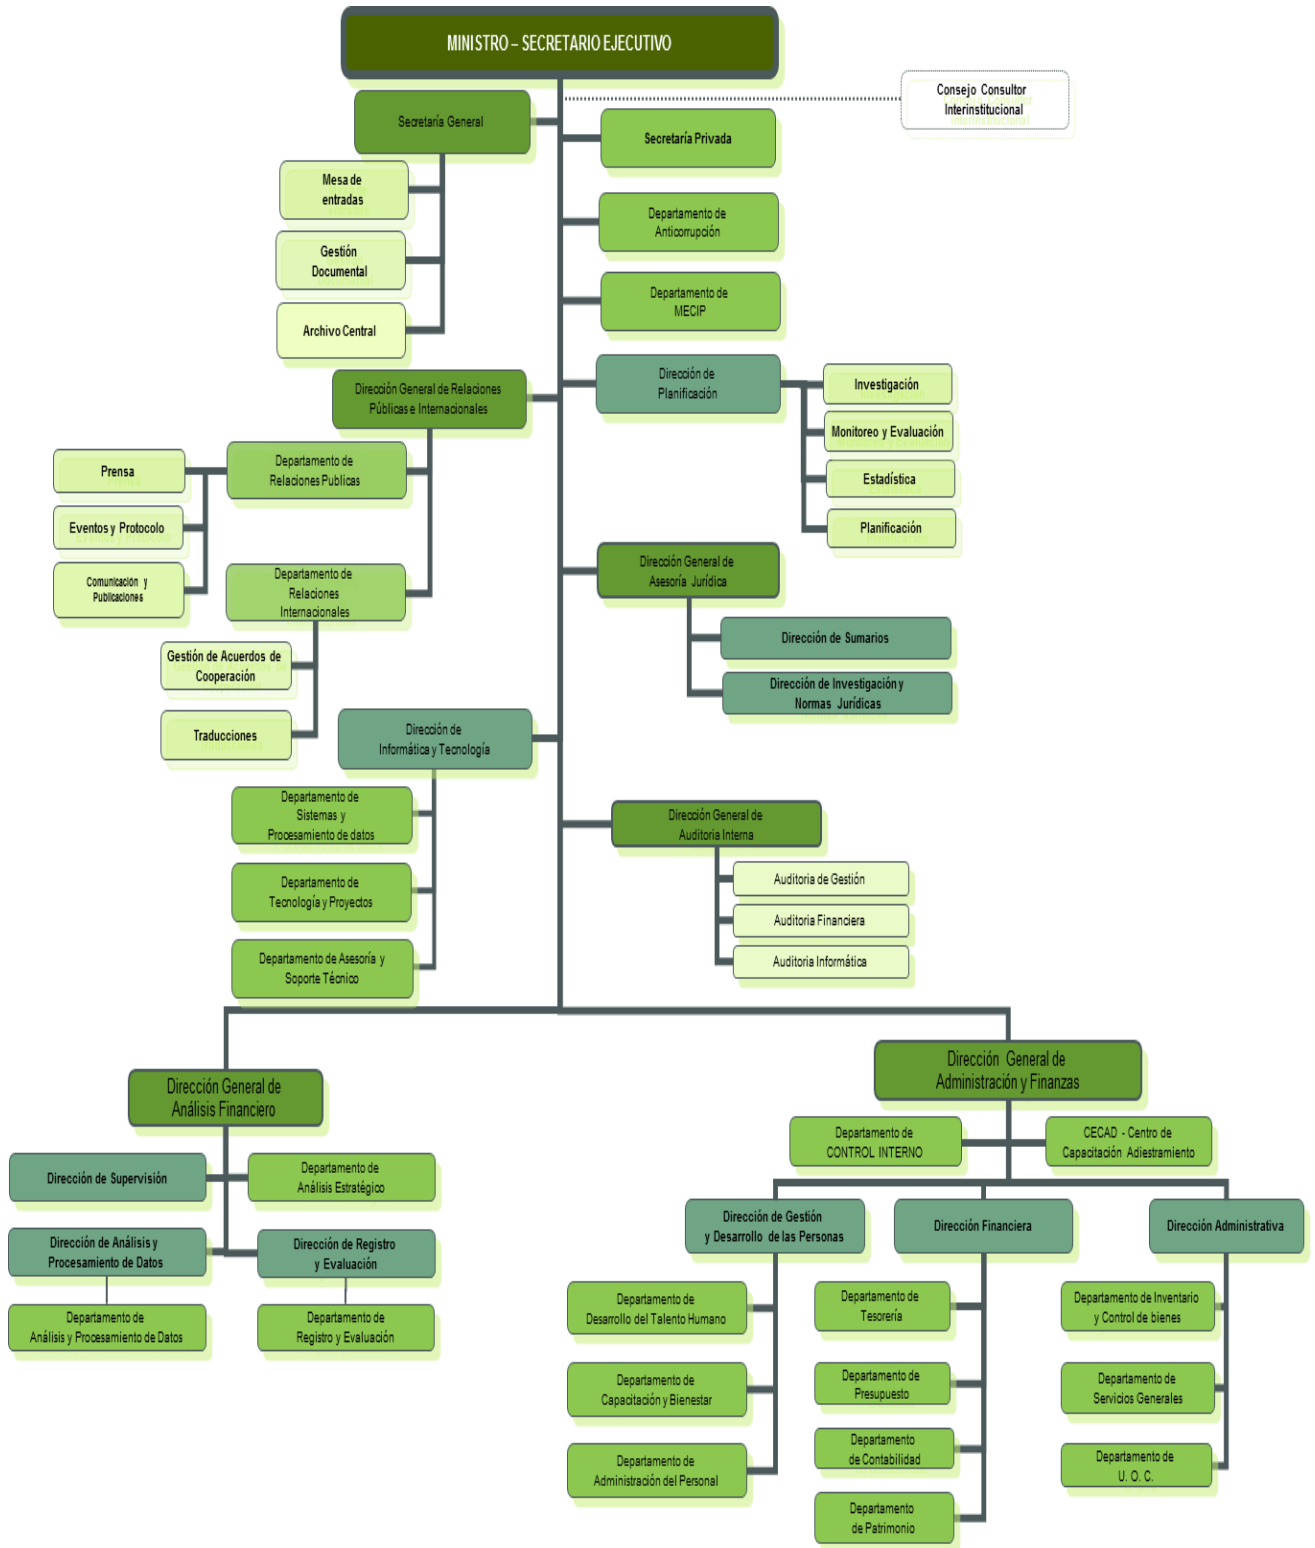 MINISTRO – SECRETARIO EJECUTIVO
Consejo Consultor
Interinstitucional
Secretaría General
Secretaría Privada
Mesa de
entradas
Departamento de
Anticorrupción
Gestión
Documental
Departamento de
MECIP
Archivo Central
Dirección General de Relaciones
Públicas e Internacionales
Dirección de
Planificación
Investigación
Monitoreo y Evaluación
Estadística
Planificación
Departamento de
Relaciones Publicas
Prensa
Eventos y Protocolo
Comunicación y
Publicaciones
Departamento de
Relaciones
Internacionales
Gestión de Acuerdos de
Cooperación
Traducciones
Dirección General de
Asesoría Jurídica
Dirección de Sumarios
Dirección de Investigación y
Normas Jurídicas
Dirección de
Informática y Tecnología
Departamento de
Sistemas y
Procesamiento de datos
Departamento de
Tecnología y Proyectos
Departamento de Asesoría y
Soporte Técnico
Dirección General de
Auditoria Interna
Auditoria de Gestión
Auditoria Financiera
Auditoria Informática
Dirección General de
Análisis Financiero
Dirección de Supervisión
Departamento de
Análisis Estratégico
Dirección de Análisis y
Procesamiento de Datos
Dirección de Registro
y Evaluación
Departamento de
Análisis y Procesamiento de Datos
Departamento de
Registro y Evaluación
Dirección General de
Administración y Finanzas
Departamento de
CONTROL INTERNO
CECAD - Centro de
Capacitación Adiestramiento
Dirección de Gestión
y Desarrollo de las Personas
Dirección Financiera
Dirección Administrativa
Departamento de
Desarrollo del Talento Humano
Departamento de
Capacitación y Bienestar
Departamento de
Administración del Personal
Departamento de
Tesorería
Departamento de
Presupuesto
Departamento
de Contabilidad
Departamento
de Patrimonio
Departamento de Inventario
y Control de bienes
Departamento de
Servicios Generales
Departamento de
U. O. C.